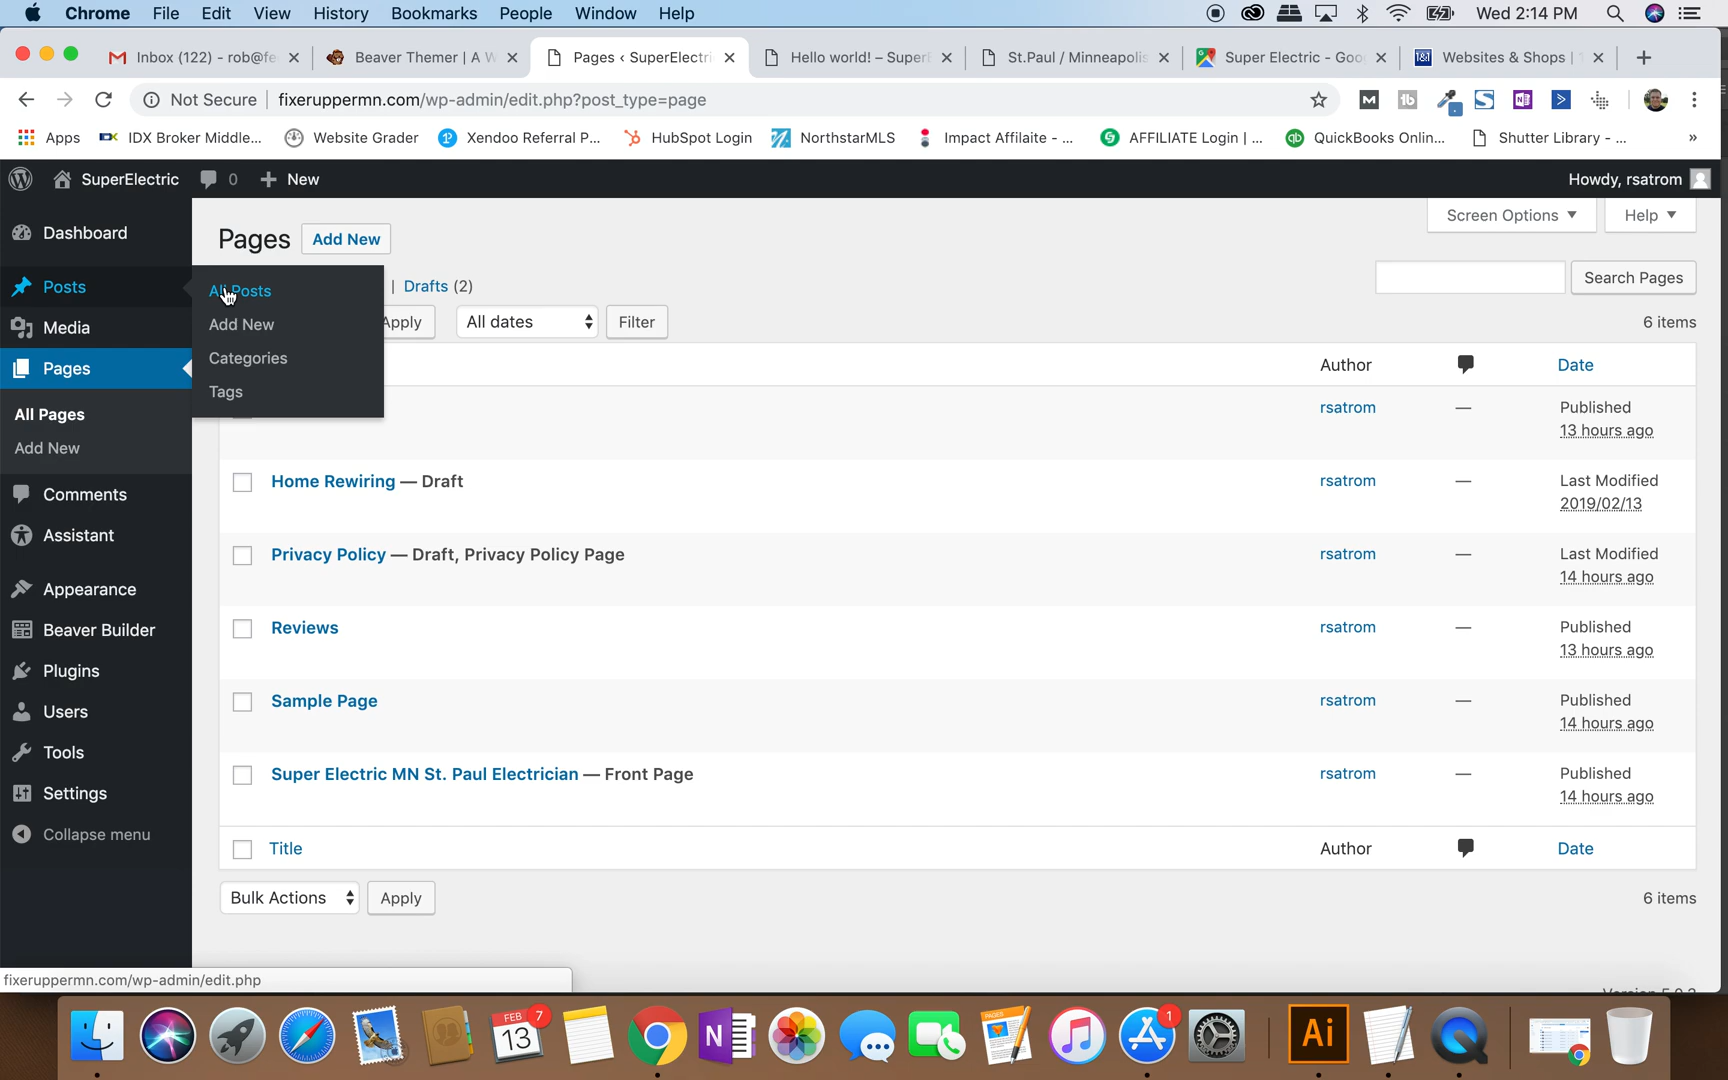 Chrome File Edit View History Bookmarks People Window Help Wed 2:14 PM
Inbox (122) - rob@fe Beaver Themer | A W Pages ‹ SuperElectri Hello world! – SuperE St.Paul / Minneapolis Super Electric - Goo 1&1 Websites & Shops |
Not Secure fixeruppermn.com/wp-admin/edit.php?post_type=page
Apps IDX Broker Middle... Website Grader Xendoo Referral P... HubSpot Login NorthstarMLS Impact Affilaite - ... AFFILIATE Login | ... QuickBooks Onlin... Shutter Library - ... »
SuperElectric 0 New Howdy, rsatrom
Screen Options Help
Dashboard
Pages Add New
Posts
All Posts
| Drafts (2)
Search Pages
Media
Add New
Apply All dates Filter 6 items
Pages
Categories
Author Date
Tags
All Pages
Add New
rsatrom — Published
13 hours ago
Home Rewiring — Draft rsatrom — Last Modified
2019/02/13
Comments
Assistant
Privacy Policy — Draft, Privacy Policy Page rsatrom — Last Modified
14 hours ago
Appearance
Beaver Builder
Reviews rsatrom — Published
13 hours ago
Plugins
Users
Sample Page rsatrom — Published
14 hours ago
Tools
Settings
Super Electric MN St. Paul Electrician — Front Page rsatrom — Published
14 hours ago
Collapse menu
Title Author Date
Bulk Actions Apply 6 items
fixeruppermn.com/wp-admin/edit.php
FEB 13 7 N 1 Ai